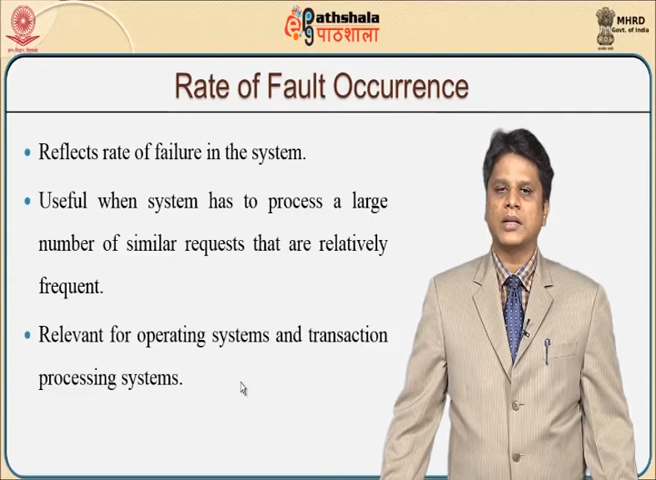 ePathshala
पाठशाला
MHRD
Govt. of India
Rate of Fault Occurrence
Reflects rate of failure in the system.
Useful when system has to process a large
number of similar requests that are relatively
frequent.
Relevant for operating systems and transaction
processing systems.